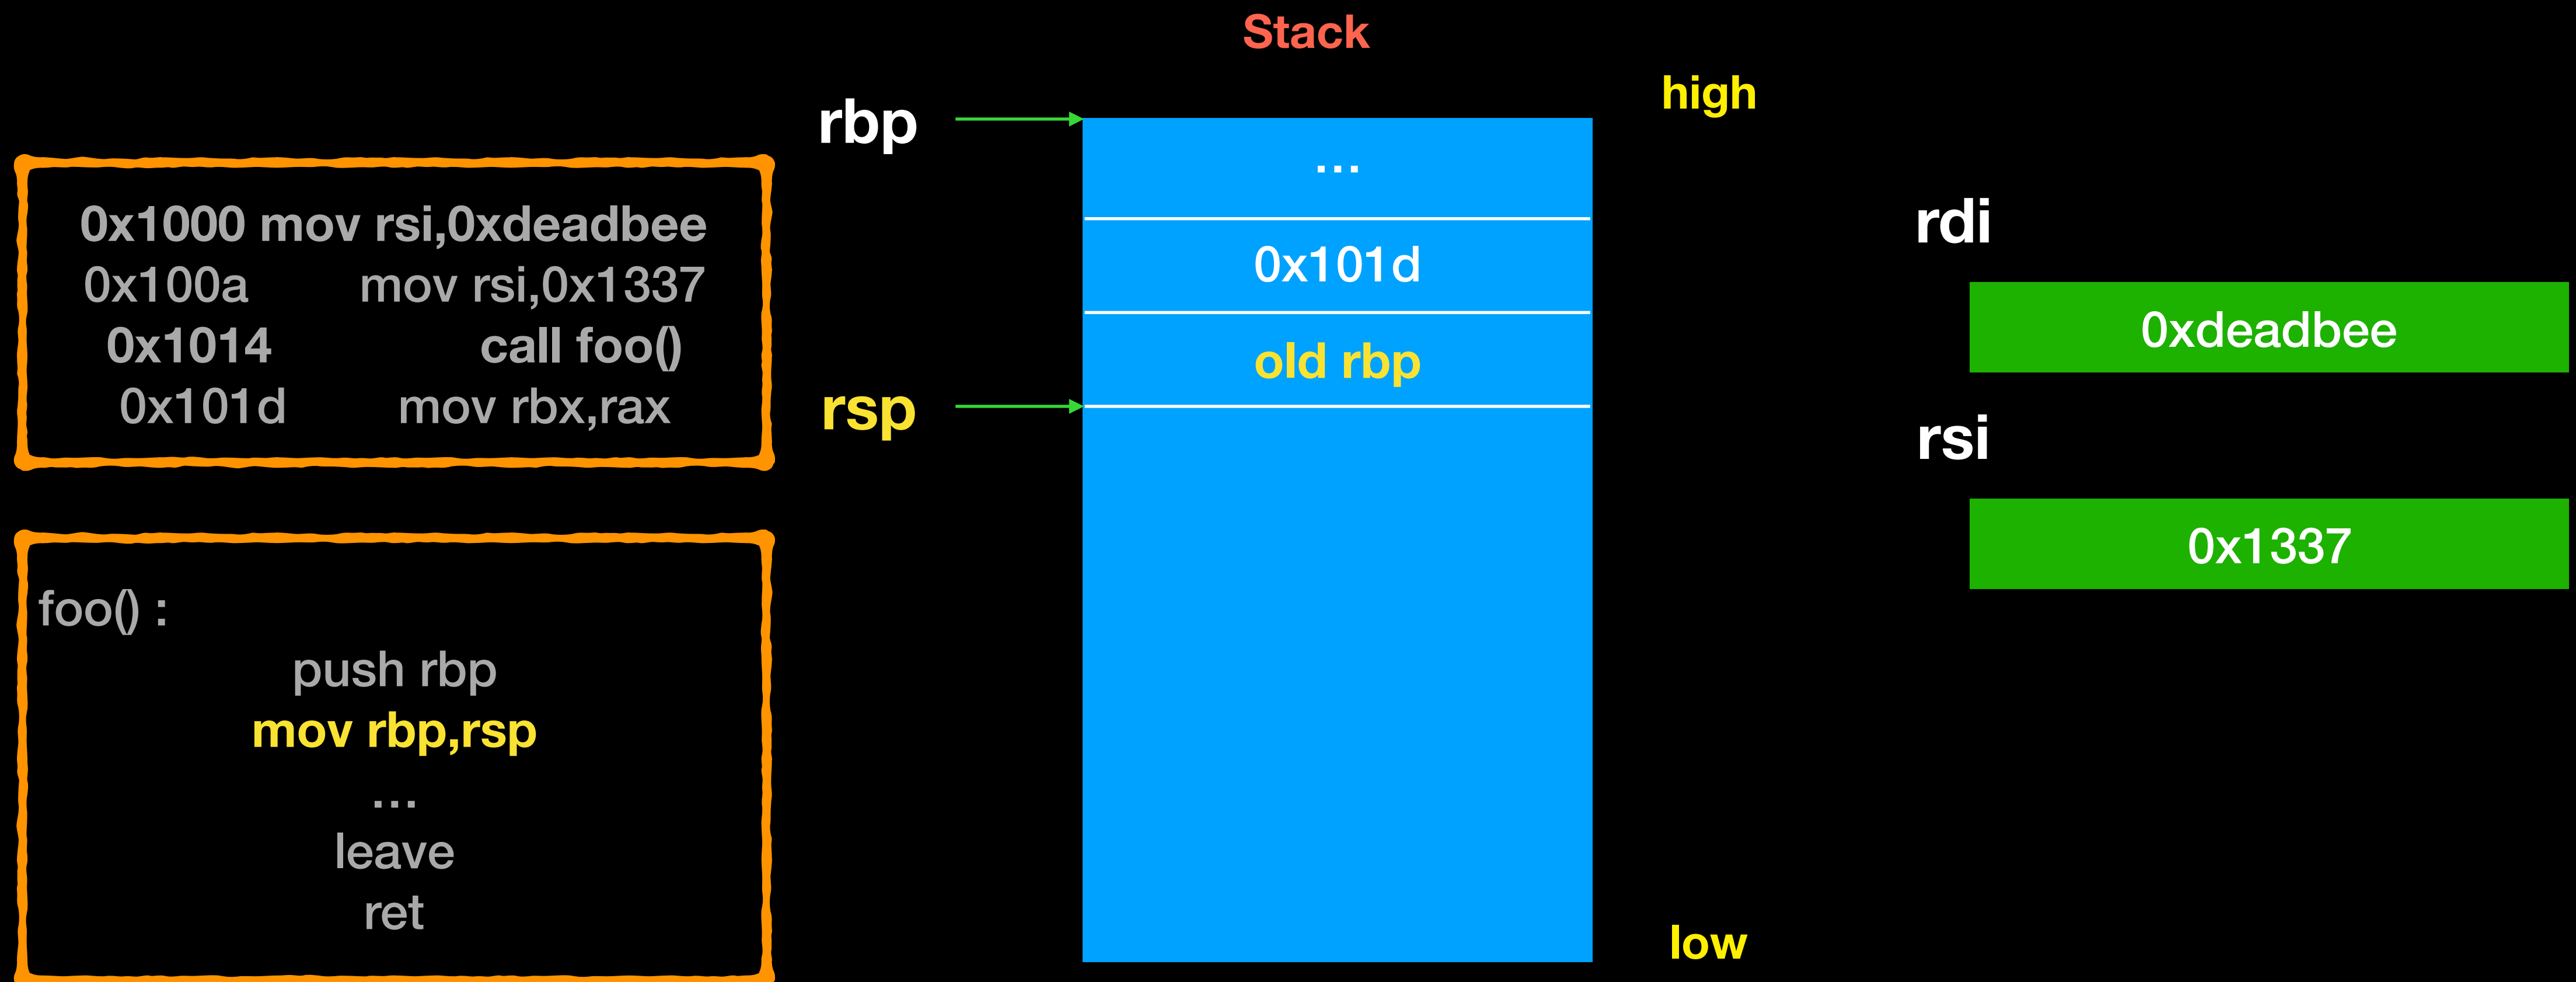 Stack
high
rbp
...
0x1000 mov rsi,0xdeadbee
0x100a mov rsi,0x1337
0x1014 call foo()
0x101d mov rbx,rax
0x101d
old rbp
rsp
rdi
0xdeadbee
rsi
0x1337
foo() :
push rbp
mov rbp,rsp
...
leave
ret
low